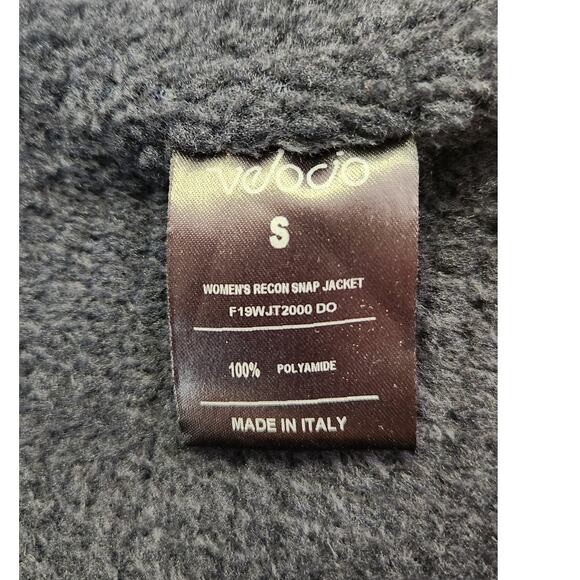 velocio
S
WOMEN'S RECON SNAP JACKET
F19WJT2000 DO
100% POLYAMIDE
MADE IN ITALY